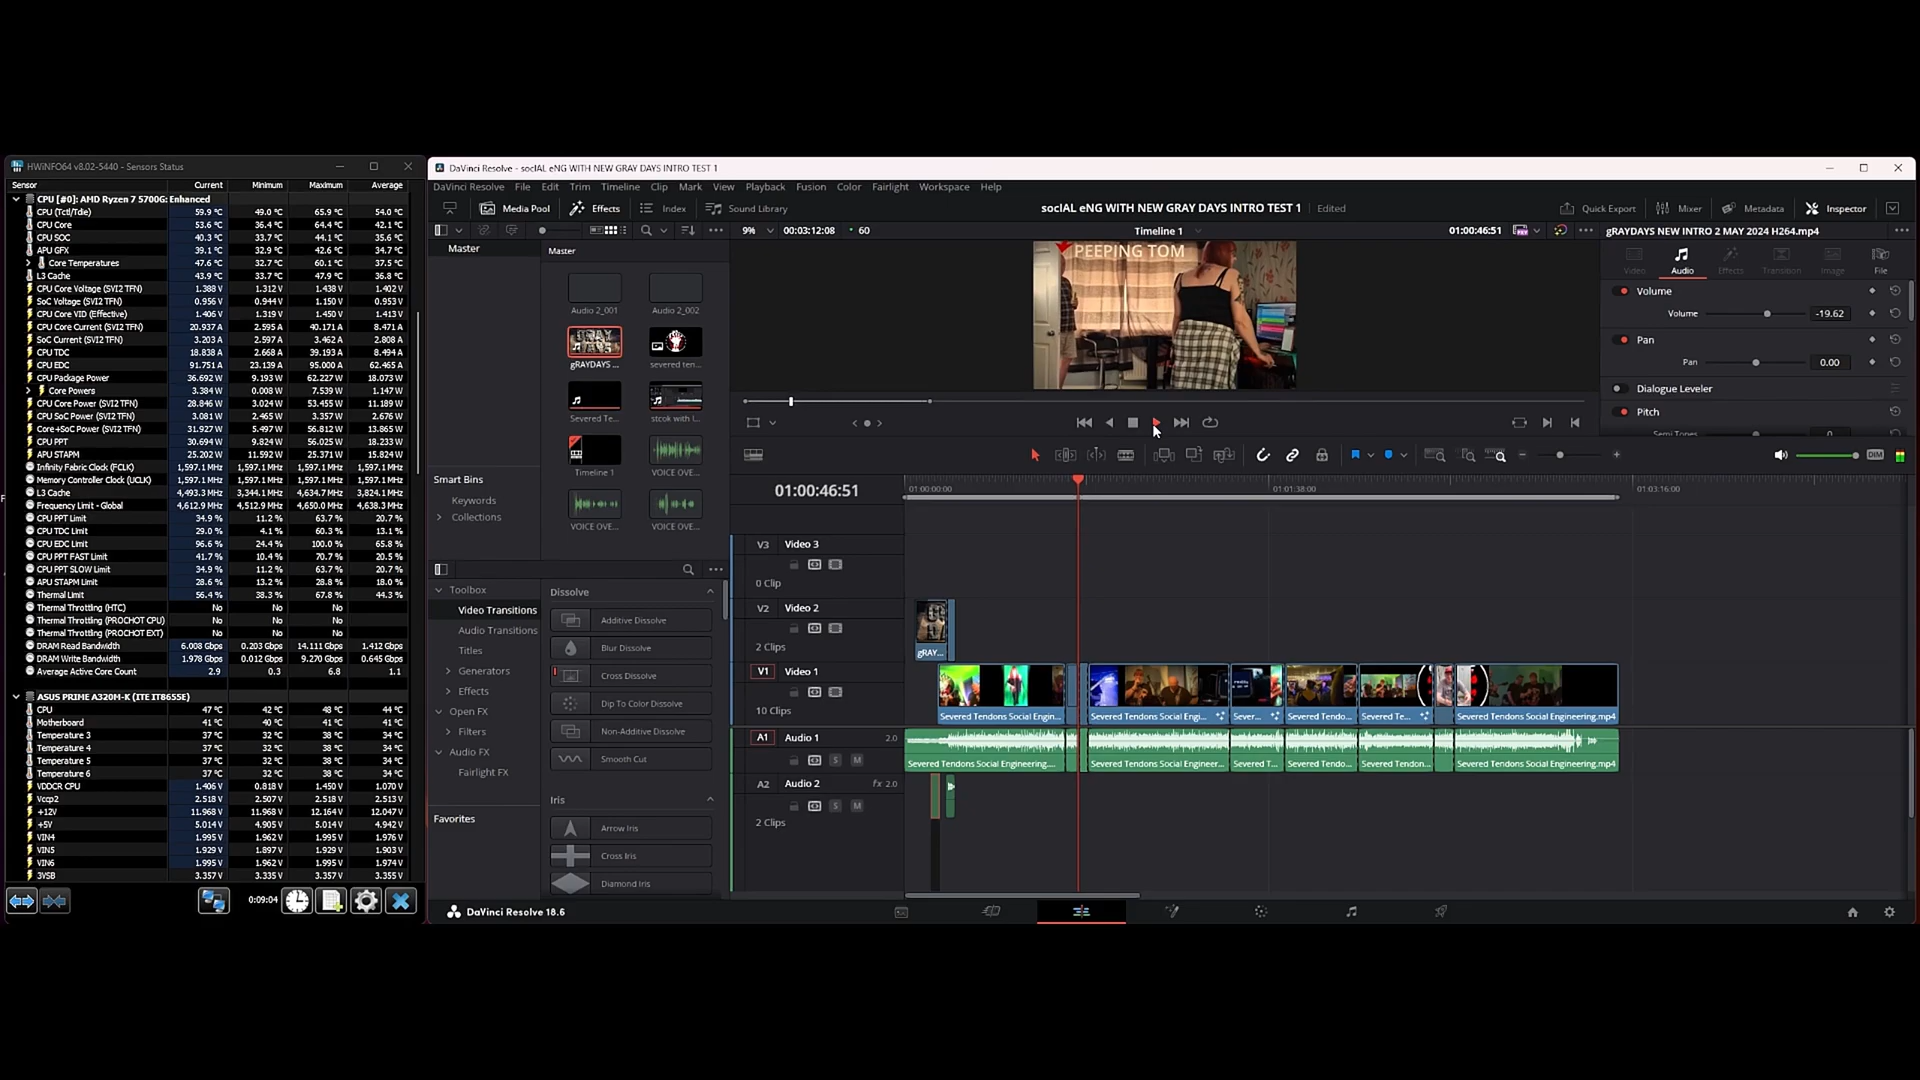 HWiNFO64 v8.02-5440 - Sensors Status
Sensor Current Minimum Maximum Average
CPU [#0]: AMD Ryzen 7 5700G: Enhanced
CPU (Tctl/Tdie) 59.9 °C 49.0 °C 65.9 °C 54.0 °C
CPU Core 53.6 °C 36.4 °C 64.4 °C 42.1 °C
CPU SOC 40.3 °C 33.7 °C 44.1 °C 35.6 °C
APU GFX 39.1 °C 32.9 °C 42.6 °C 34.7 °C
Core Temperatures 47.6 °C 32.7 °C 60.1 °C 37.5 °C
L3 Cache 43.9 °C 33.7 °C 47.9 °C 36.8 °C
CPU Core Voltage (SVI2 TFN) 1.388 V 1.312 V 1.438 V 1.402 V
SoC Voltage (SVI2 TFN) 0.956 V 0.944 V 1.150 V 0.953 V
CPU Core VID (Effective) 1.406 V 1.319 V 1.450 V 1.413 V
CPU Core Current (SVI2 TFN) 20.937 A 2.595 A 40.171 A 8.471 A
SoC Current (SVI2 TFN) 3.203 A 2.597 A 3.462 A 2.808 A
CPU TDC 18.838 A 2.668 A 39.193 A 8.494 A
CPU EDC 91.751 A 23.139 A 95.000 A 62.465 A
CPU Package Power 36.692 W 9.193 W 62.227 W 18.073 W
Core Powers 3.384 W 0.008 W 7.539 W 1.147 W
CPU Core Power (SVI2 TFN) 28.846 W 3.024 W 53.455 W 11.189 W
CPU SoC Power (SVI2 TFN) 3.081 W 2.465 W 3.357 W 2.676 W
Core+SoC Power (SVI2 TFN) 31.927 W 5.497 W 56.812 W 13.865 W
CPU PPT 30.694 W 9.824 W 56.025 W 18.233 W
APU STAPM 25.202 W 11.592 W 25.371 W 15.824 W
Infinity Fabric Clock (FCLK) 1,597.1 MHz 1,597.1 MHz 1,597.1 MHz 1,597.1 MHz
Memory Controller Clock (UCLK) 1,597.1 MHz 1,597.1 MHz 1,597.1 MHz 1,597.1 MHz
L3 Cache 4,493.3 MHz 3,344.1 MHz 4,634.7 MHz 3,824.1 MHz
Frequency Limit - Global 4,612.9 MHz 4,512.9 MHz 4,650.0 MHz 4,638.3 MHz
CPU PPT Limit 34.9 % 11.2 % 63.7 % 20.7 %
CPU TDC Limit 29.0 % 4.1 % 60.3 % 13.1 %
CPU EDC Limit 96.6 % 24.4 % 100.0 % 65.8 %
CPU PPT FAST Limit 41.7 % 10.4 % 70.7 % 20.5 %
CPU PPT SLOW Limit 34.9 % 11.2 % 63.7 % 20.7 %
APU STAPM Limit 28.6 % 13.2 % 28.8 % 18.0 %
Thermal Limit 56.4 % 38.3 % 67.8 % 44.3 %
Thermal Throttling (HTC) No No No
Thermal Throttling (PROCHOT CPU) No No No
Thermal Throttling (PROCHOT EXT) No No No
DRAM Read Bandwidth 6.008 Gbps 0.203 Gbps 14.111 Gbps 1.412 Gbps
DRAM Write Bandwidth 1.978 Gbps 0.012 Gbps 9.270 Gbps 0.645 Gbps
Average Active Core Count 2.9 0.3 6.8 1.1
ASUS PRIME A320M-K (ITE IT8655E)
CPU 47 °C 42 °C 48 °C 44 °C
Motherboard 41 °C 40 °C 41 °C 41 °C
Temperature 3 37 °C 32 °C 38 °C 34 °C
Temperature 4 37 °C 32 °C 38 °C 34 °C
Temperature 5 37 °C 32 °C 38 °C 34 °C
Temperature 6 37 °C 32 °C 38 °C 34 °C
VDDCR CPU 1.406 V 0.818 V 1.450 V 1.070 V
Vccp2 2.518 V 2.507 V 2.518 V 2.513 V
+12V 11.968 V 11.968 V 12.164 V 12.047 V
+5V 5.014 V 4.905 V 5.014 V 4.942 V
VIN4 1.995 V 1.962 V 1.995 V 1.976 V
VIN5 1.929 V 1.897 V 1.929 V 1.903 V
VIN6 1.995 V 1.962 V 1.995 V 1.974 V
3VSB 3.357 V 3.335 V 3.357 V 3.355 V
0:09:04
DaVinci Resolve - socIAL eNG WITH NEW GRAY DAYS INTRO TEST 1
DaVinci Resolve File Edit Trim Timeline Clip Mark View Playback Fusion Color Fairlight Workspace Help
Media Pool Effects Index Sound Library socIAL eNG WITH NEW GRAY DAYS INTRO TEST 1 Edited Quick Export Mixer Metadata Inspector
9% 00:03:12:08 60 Timeline 1 01:00:46:51 gRAYDAYS NEW INTRO 2 MAY 2024 H264.mp4
Master
Master
Audio 2_001 Audio 2_002
GRAY DAYS
gRAYDAYS ... severed ten...
Severed Te... stcok with l...
Timeline 1 VOICE OVE...
VOICE OVE... VOICE OVE...
Smart Bins
Keywords
Collections
PEEPING TOM
Video Audio Effects Transition Image File
Volume
Volume -19.62
Pan
Pan 0.00
Dialogue Leveler
Pitch
Semi Tones 0
DIM
Toolbox
Video Transitions
Audio Transitions
Titles
Generators
Effects
Open FX
Filters
Audio FX
Fairlight FX
Favorites
Dissolve
Additive Dissolve
Blur Dissolve
Cross Dissolve
Dip To Color Dissolve
Non-Additive Dissolve
Smooth Cut
Iris
Arrow Iris
Cross Iris
Diamond Iris
01:00:46:51 01:00:00:00 01:01:38:00 01:03:16:00
V3 Video 3
0 Clip
V2 Video 2
2 Clips
gRAY...
V1 Video 1
10 Clips
Severed Tendons Social Engin... Severed Tendons Social Engi... Sever... Severed Tendo... Severed Te... Severed Tendons Social Engineering.mp4
A1 Audio 1 2.0
S M
Severed Tendons Social Engineering.... Severed Tendons Social Engineer... Severed T... Severed Tendo... Severed Tendon... Severed Tendons Social Engineering.mp4
A2 Audio 2 fx 2.0
S M
2 Clips
DaVinci Resolve 18.6